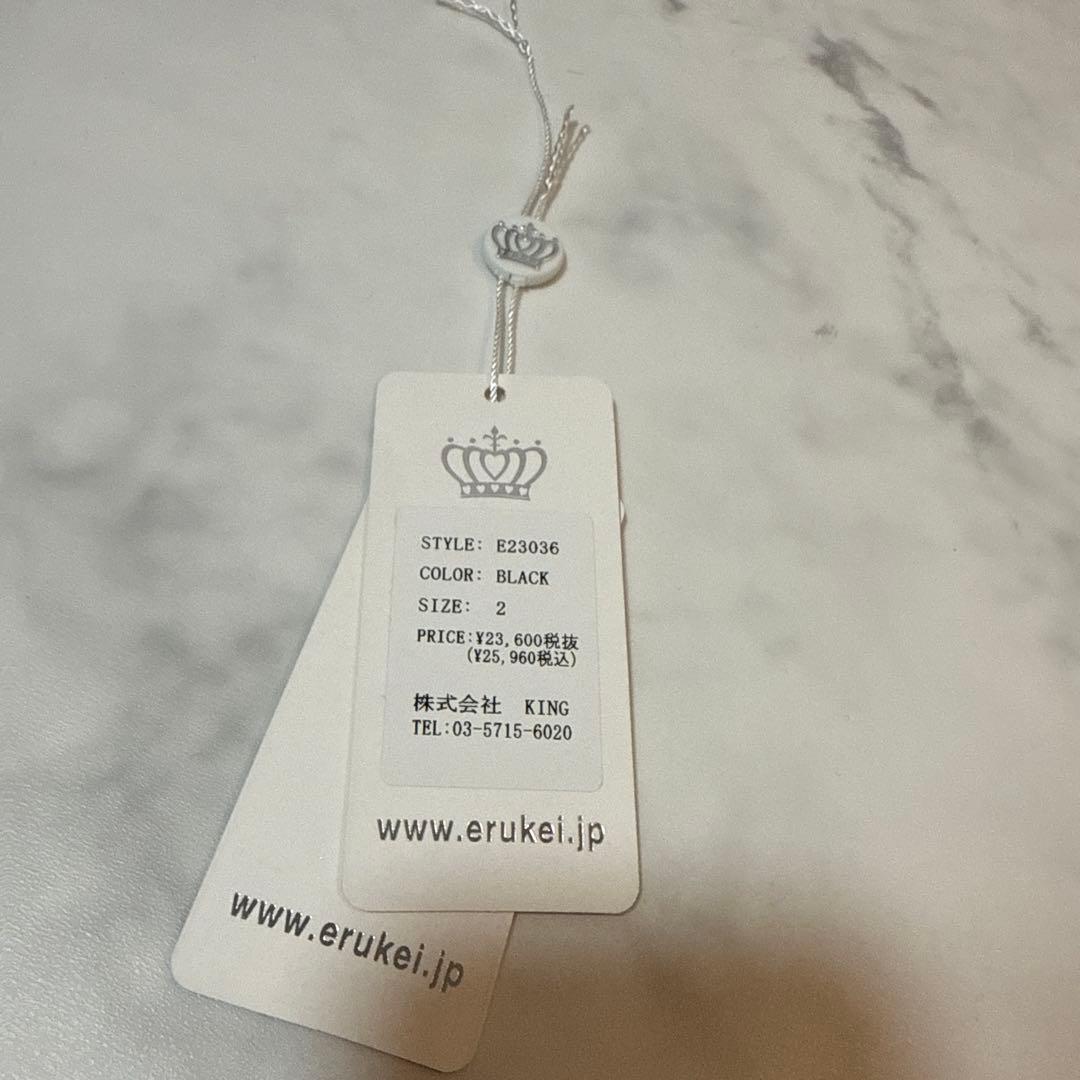 STYLE: E23036
COLOR: BLACK
SIZE: 2
PRICE:¥23,600税抜
(¥25,960税込)
株式会社 KING
TEL:03-5715-6020
www.erukei.jp
www.erukei.jp